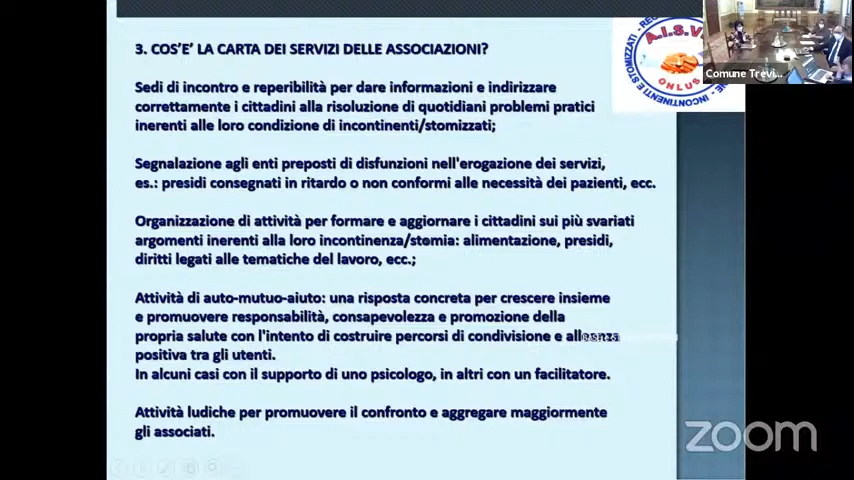 3. COS'E' LA CARTA DEI SERVIZI DELLE ASSOCIAZIONI?
Sedi di incontro e reperibilità per dare informazioni e indirizzare
correttamente i cittadini alla risoluzione di quotidiani problemi pratici
inerenti alle loro condizione di incontinenti/stomizzati;
Segnalazione agli enti preposti di disfunzioni nell'erogazione dei servizi,
es.: presidi consegnati in ritardo o non conformi alle necessità dei pazienti, ecc.
Organizzazione di attività per formare e aggiornare i cittadini sui più svariati
argomenti inerenti alla loro incontinenza/stomia: alimentazione, presidi,
diritti legati alle tematiche del lavoro, ecc.;
Attività di auto-mutuo-aiuto: una risposta concreta per crescere insieme
e promuovere responsabilità, consapevolezza e promozione della
propria salute con l'intento di costruire percorsi di condivisione e alleanza
positiva tra gli utenti.
In alcuni casi con il supporto di uno psicologo, in altri con un facilitatore.
Attività ludiche per promuovere il confronto e aggregare maggiormente
gli associati.
A.I.S.V.
ONLUS
INCONTINENTI E STOMIZZATI
Comune Trevi...
zoom